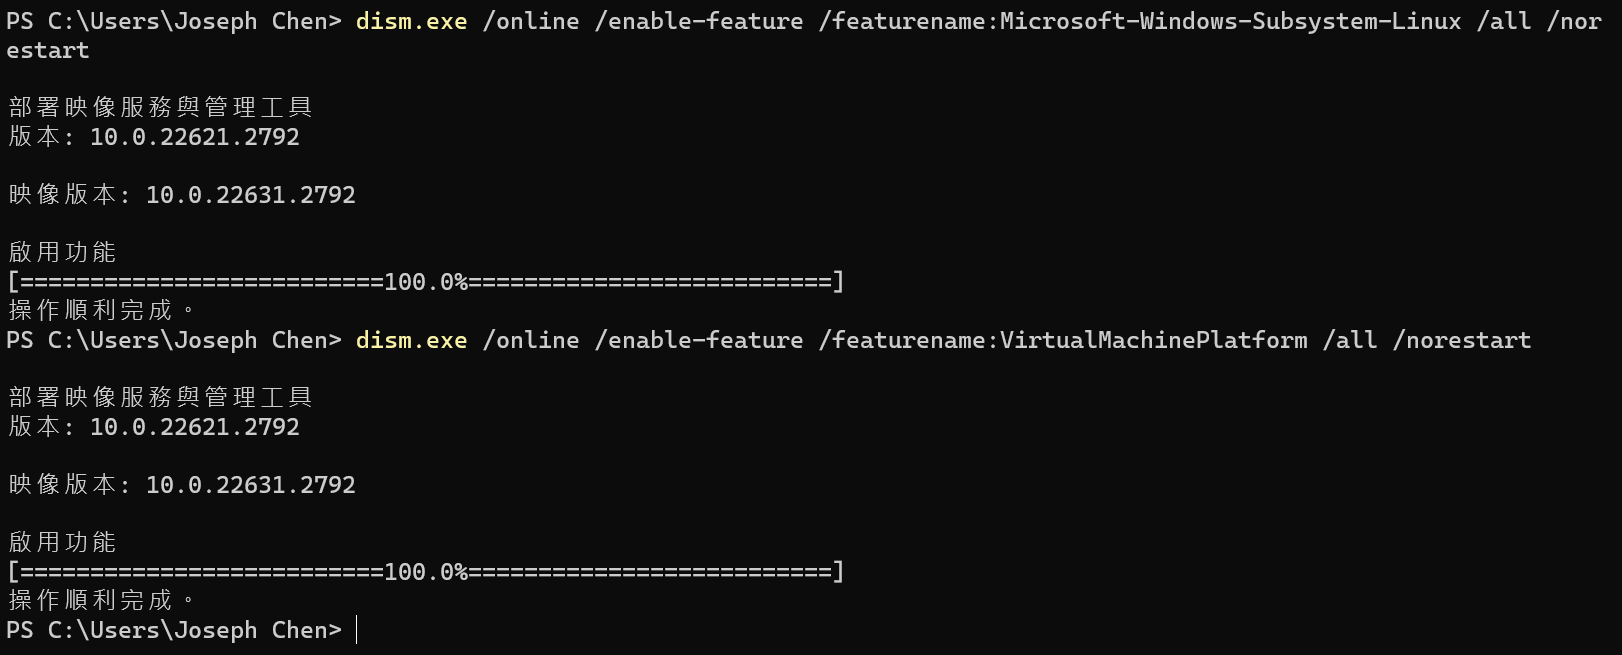 PS C:\Users\Joseph Chen> dism.exe /online /enable-feature /featurename:Microsoft-Windows-Subsystem-Linux /all /nor
estart
部署映像服務與管理工具
版本: 10.0.22621.2792
映像版本: 10.0.22631.2792
啟用功能
[==========================100.0%==========================]
操作順利完成。
PS C:\Users\Joseph Chen> dism.exe /online /enable-feature /featurename:VirtualMachinePlatform /all /norestart
部署映像服務與管理工具
版本: 10.0.22621.2792
映像版本: 10.0.22631.2792
啟用功能
[==========================100.0%==========================]
操作順利完成。
PS C:\Users\Joseph Chen>